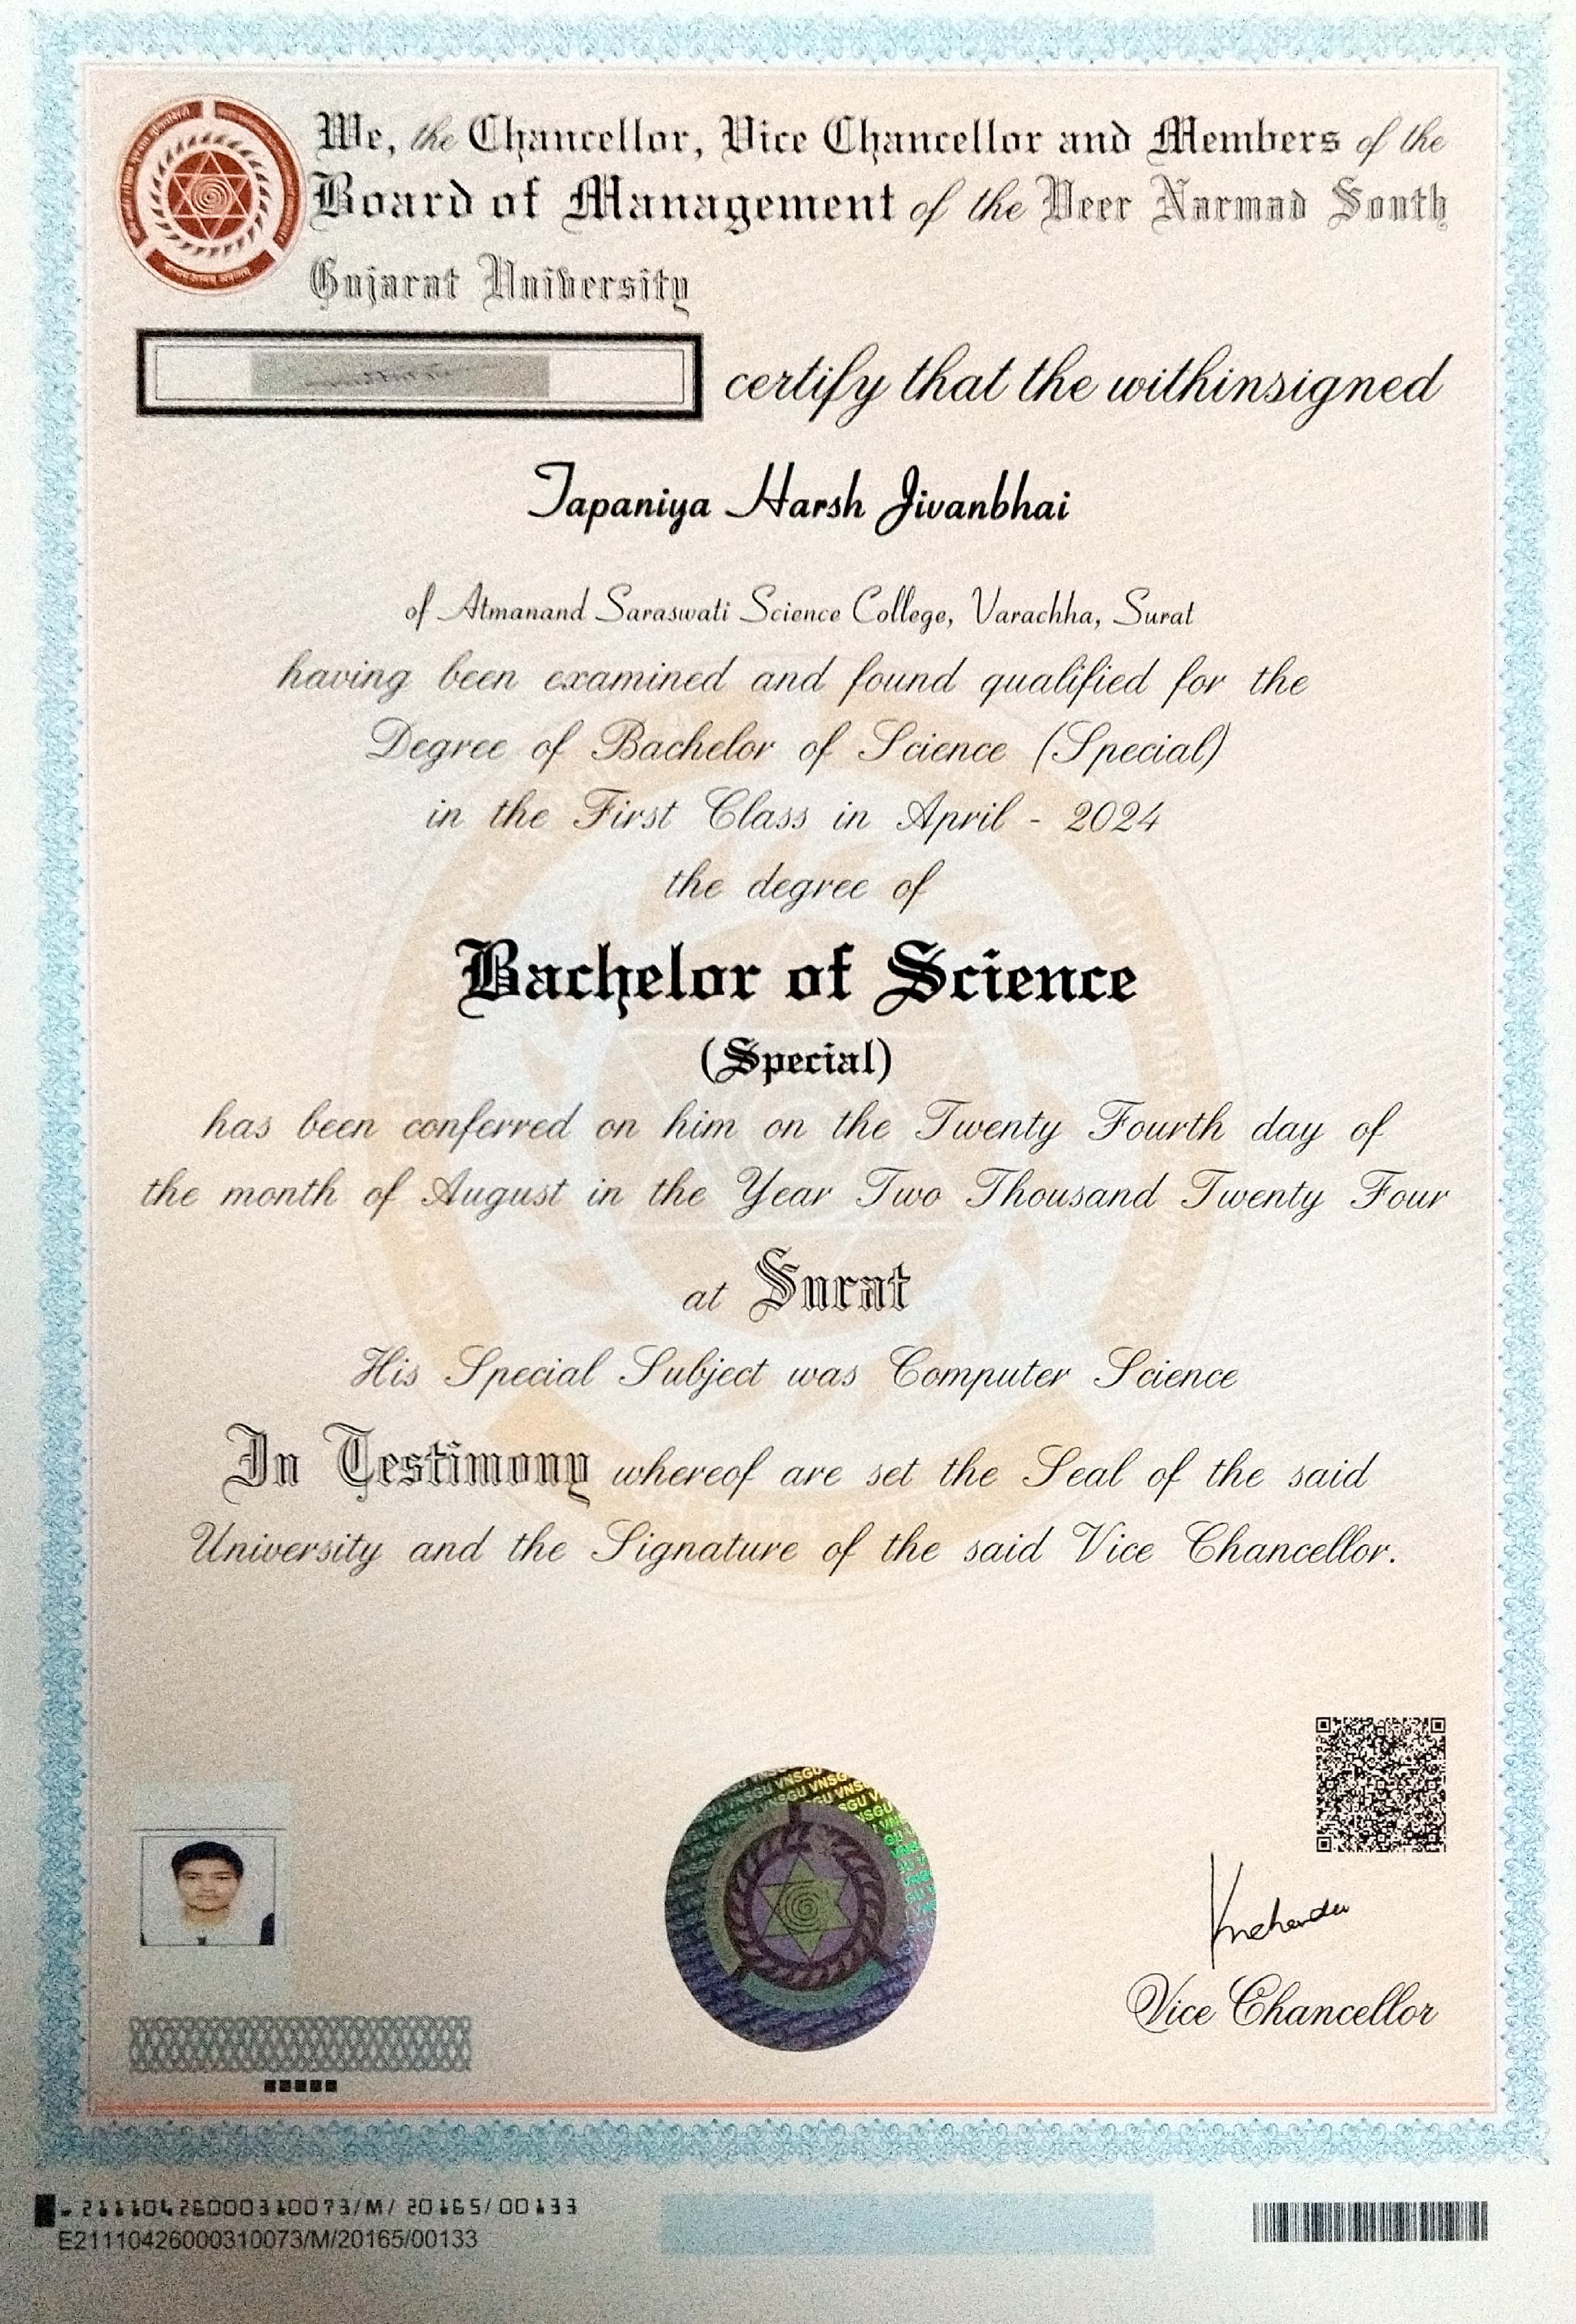 We, the Chancellor, Vice Chancellor and Members of the
Board of Management of the Veer Narmad South
Gujarat University
certify that the withinsigned
Tapaniya Harsh Jivanbhai
of Atmanand Saraswati Science College, Varachha, Surat
having been examined and found qualified for the
Degree of Bachelor of Science (Special)
in the First Class in April - 2024
the degree of
Bachelor of Science
(Special)
has been conferred on him on the Twenty Fourth day of
the month of August in the Year Two Thousand Twenty Four
at Surat
His Special Subject was Computer Science
In Testimony whereof are set the Seal of the said
University and the Signature of the said Vice Chancellor.
VNSGU VNSGU VNSGU
Vice Chancellor
21110426000310073/M/20165/00133
E21110426000310073/M/20165/00133